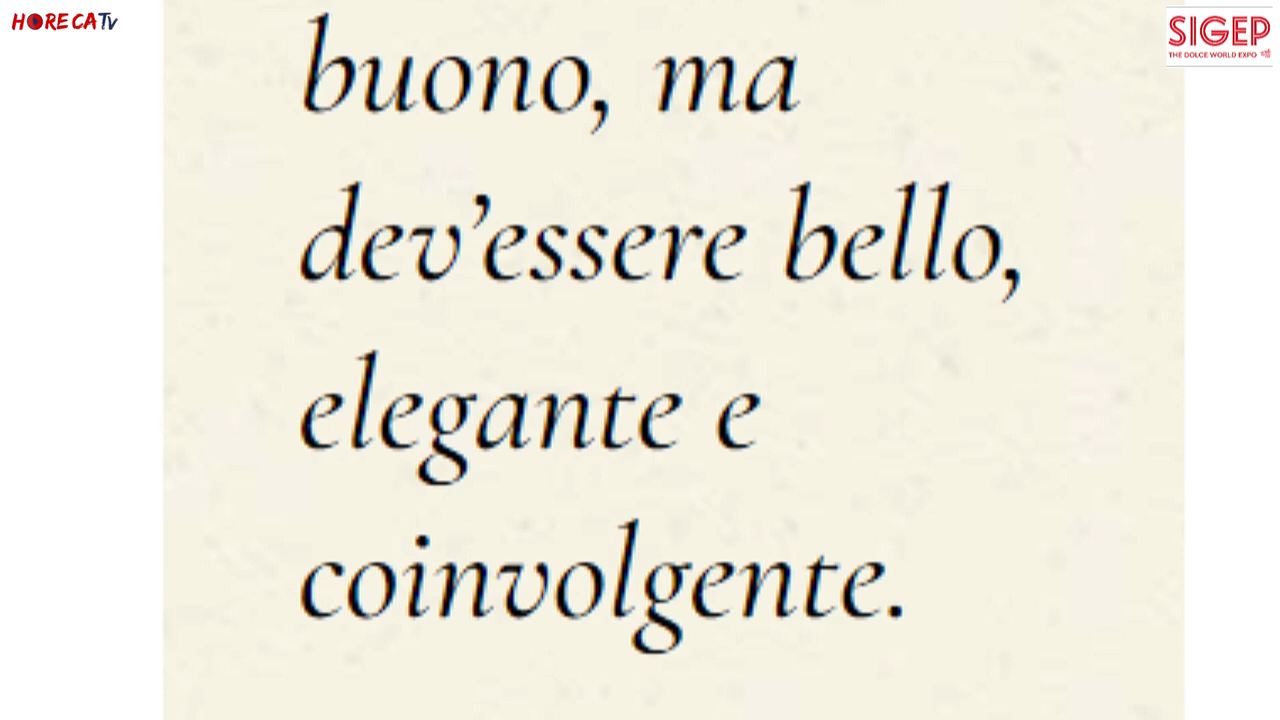 HORECATV
SIGEP
THE DOLCE WORLD EXPO
buono, ma
dev’essere bello,
elegante e
coinvolgente.